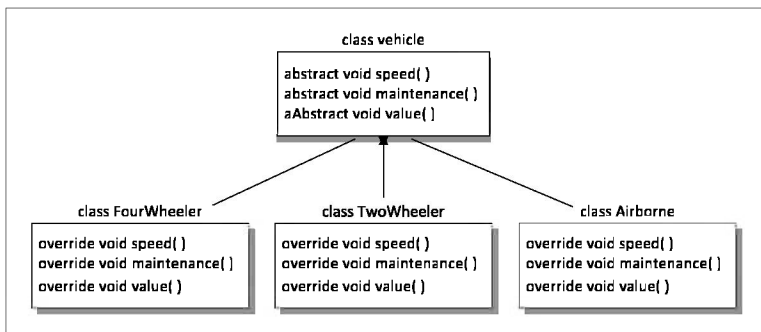 class vehicle
abstract void speed( )
abstract void maintenance( )
aAbstract void value( )
class FourWheeler
override void speed( )
override void maintenance( )
override void value( )
class TwoWheeler
override void speed( )
override void maintenance( )
override void value( )
class Airborne
override void speed( )
override void maintenance( )
override void value( )